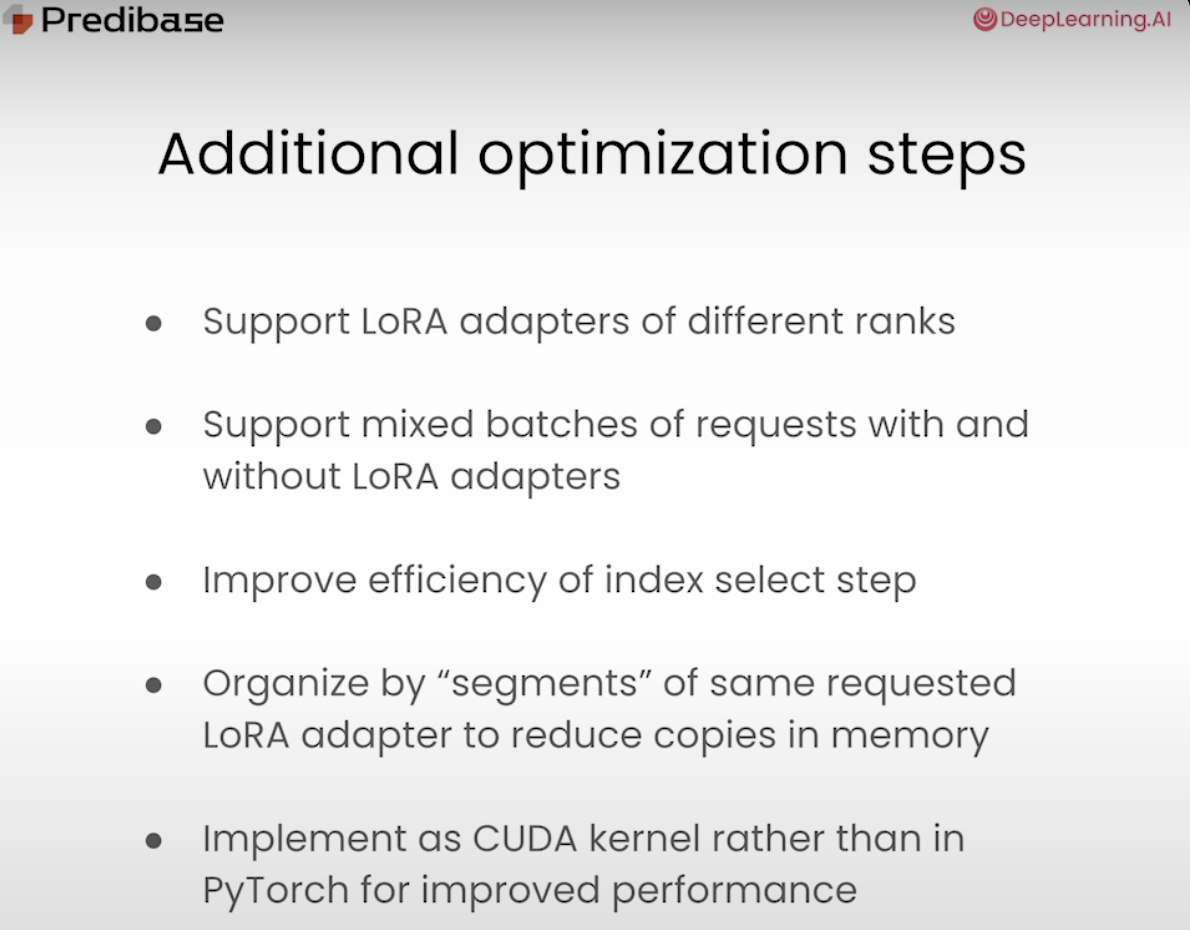 Predibase
DeepLearning.AI
Additional optimization steps
● Support LoRA adapters of different ranks
● Support mixed batches of requests with and
without LoRA adapters
● Improve efficiency of index select step
● Organize by “segments” of same requested
LoRA adapter to reduce copies in memory
● Implement as CUDA kernel rather than in
PyTorch for improved performance